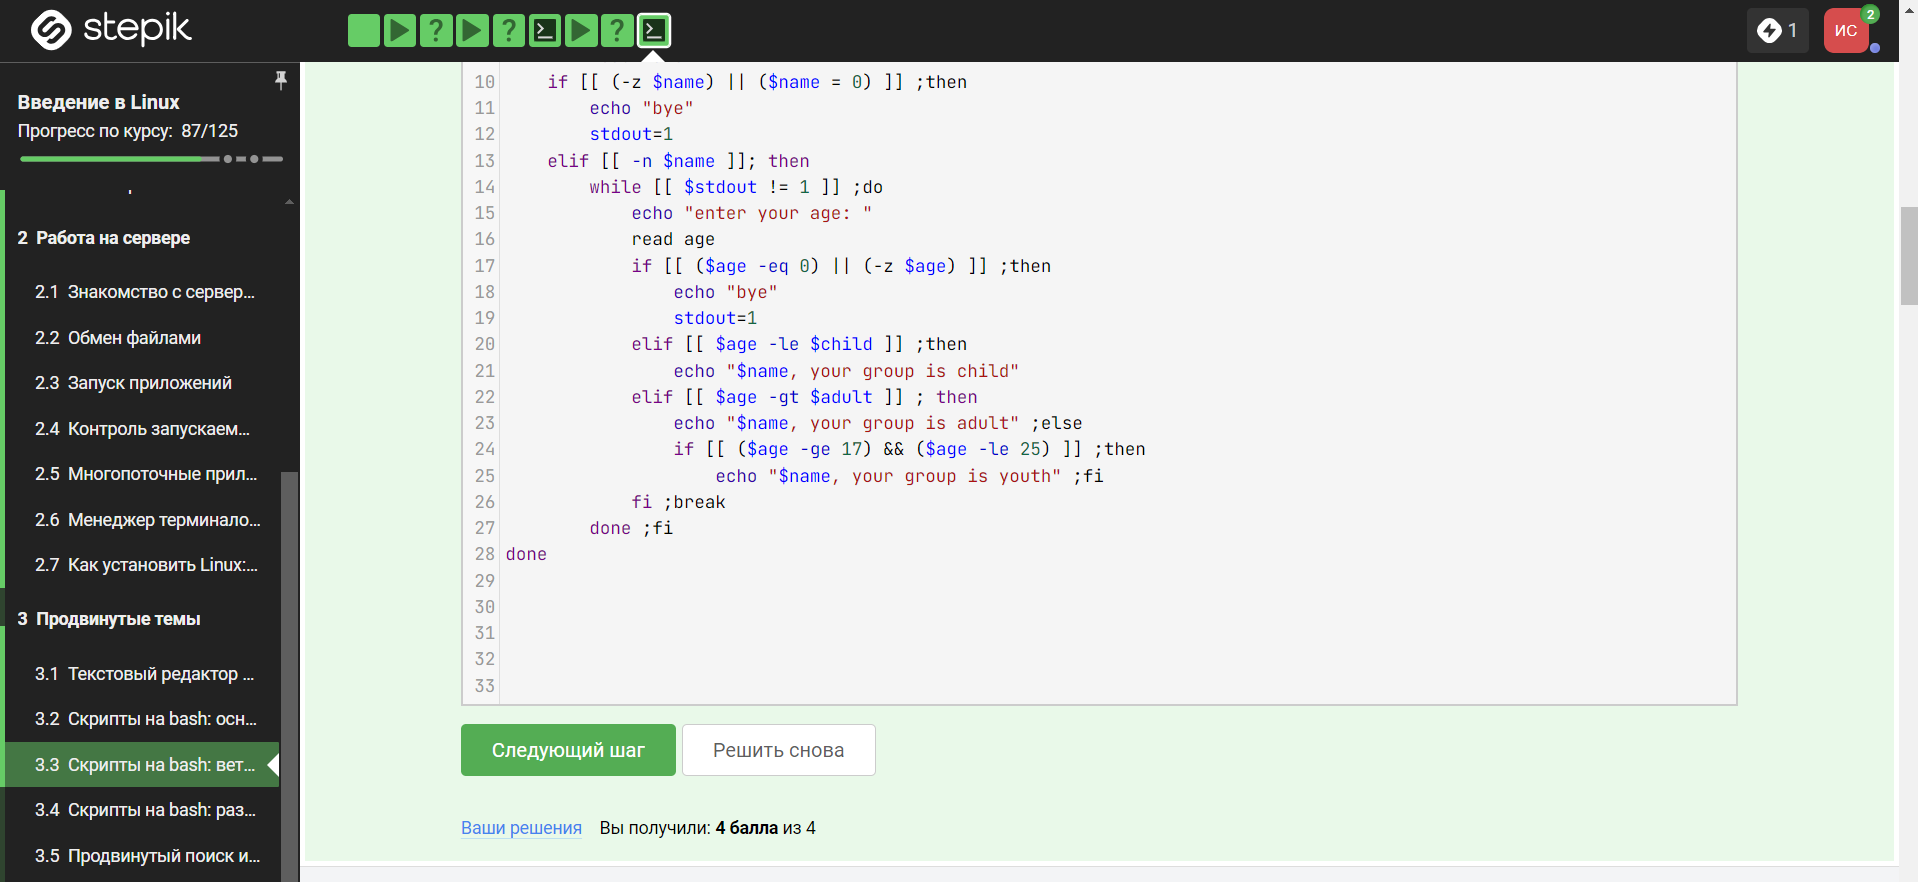 stepik
1
ИС
2
Введение в Linux
Прогресс по курсу: 87/125
2 Работа на сервере
2.1 Знакомство с сервер...
2.2 Обмен файлами
2.3 Запуск приложений
2.4 Контроль запускаем...
2.5 Многопоточные прил...
2.6 Менеджер терминало...
2.7 Как установить Linux:...
3 Продвинутые темы
3.1 Текстовый редактор ...
3.2 Скрипты на bash: осн...
3.3 Скрипты на bash: вет...
3.4 Скрипты на bash: раз...
3.5 Продвинутый поиск и...
10 if [[ (-z $name) || ($name = 0) ]] ;then
11 echo "bye"
12 stdout=1
13 elif [[ -n $name ]]; then
14 while [[ $stdout != 1 ]] ;do
15 echo "enter your age: "
16 read age
17 if [[ ($age -eq 0) || (-z $age) ]] ;then
18 echo "bye"
19 stdout=1
20 elif [[ $age -le $child ]] ;then
21 echo "$name, your group is child"
22 elif [[ $age -gt $adult ]] ; then
23 echo "$name, your group is adult" ;else
24 if [[ ($age -ge 17) && ($age -le 25) ]] ;then
25 echo "$name, your group is youth" ;fi
26 fi ;break
27 done ;fi
28 done
29
30
31
32
33
Следующий шаг
Решить снова
Ваши решения Вы получили: 4 балла из 4